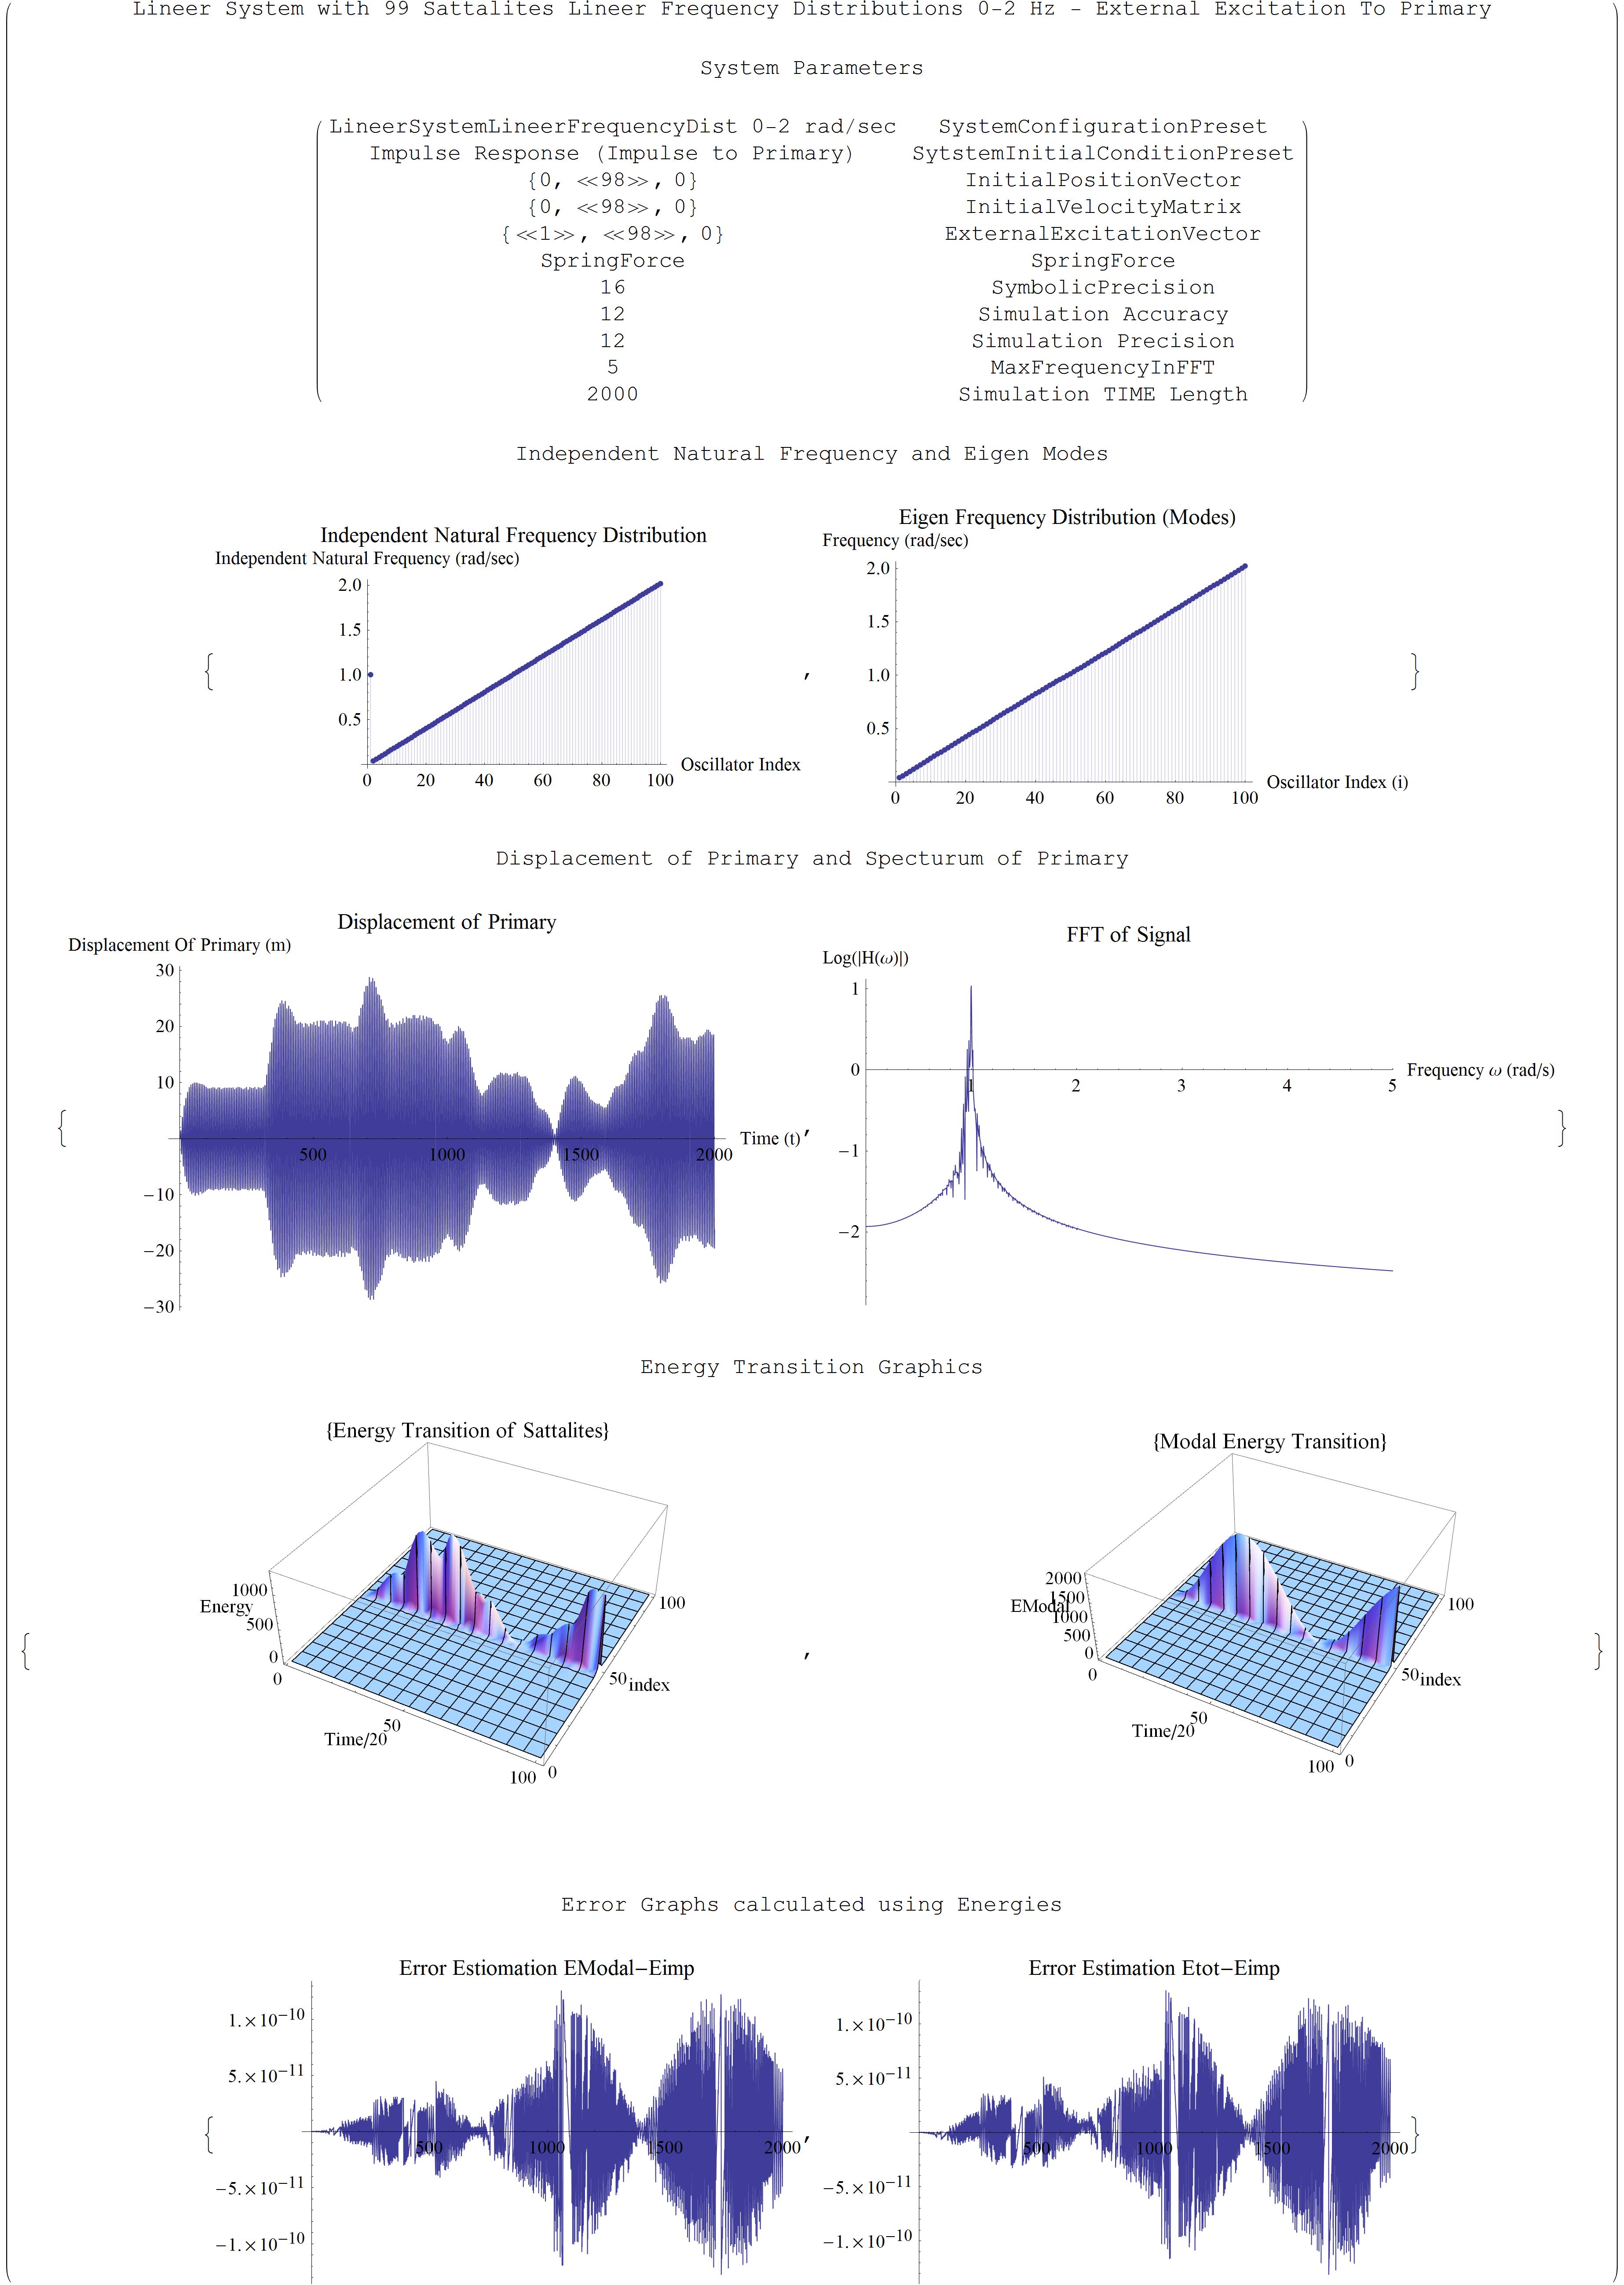 Lineer System with 99 Sattalites Lineer Frequency Distributions 0-2 Hz - External Excitation To Primary
System Parameters
LineerSystemLineerFrequencyDist 0-2 rad/sec SystemConfigurationPreset
Impulse Response (Impulse to Primary) SytstemInitialConditionPreset
{0, ≪98≫, 0} InitialPositionVector
{0, ≪98≫, 0} InitialVelocityMatrix
{≪1≫, ≪98≫, 0} ExternalExcitationVector
SpringForce SpringForce
16 SymbolicPrecision
12 Simulation Accuracy
12 Simulation Precision
5 MaxFrequencyInFFT
2000 Simulation TIME Length
Independent Natural Frequency and Eigen Modes
Independent Natural Frequency Distribution
Independent Natural Frequency (rad/sec)
2.0
1.5
1.0
0.5
0 20 40 60 80 100
Oscillator Index
Eigen Frequency Distribution (Modes)
Frequency (rad/sec)
2.0
1.5
1.0
0.5
0 20 40 60 80 100
Oscillator Index (i)
{ , }
Displacement of Primary and Specturum of Primary
Displacement of Primary
Displacement Of Primary (m)
30
20
10
-10
-20
-30
500 1000 1500 2000
Time (t)
FFT of Signal
Log(|H(ω)|)
1
0
-1
-2
1 2 3 4 5
Frequency ω (rad/s)
{ , }
Energy Transition Graphics
{Energy Transition of Sattalites}
1000
Energy
500
0
0
50
Time/20
100
0
50
index
100
{Modal Energy Transition}
2000
1500
EModal
1000
500
0
0
50
Time/20
100
0
50
index
100
{ , }
Error Graphs calculated using Energies
Error Estiomation EModal-Eimp
1.×10⁻¹⁰
5.×10⁻¹¹
-5.×10⁻¹¹
-1.×10⁻¹⁰
500 1000 1500 2000
Error Estimation Etot-Eimp
1.×10⁻¹⁰
5.×10⁻¹¹
-5.×10⁻¹¹
-1.×10⁻¹⁰
500 1000 1500 2000
{ , }